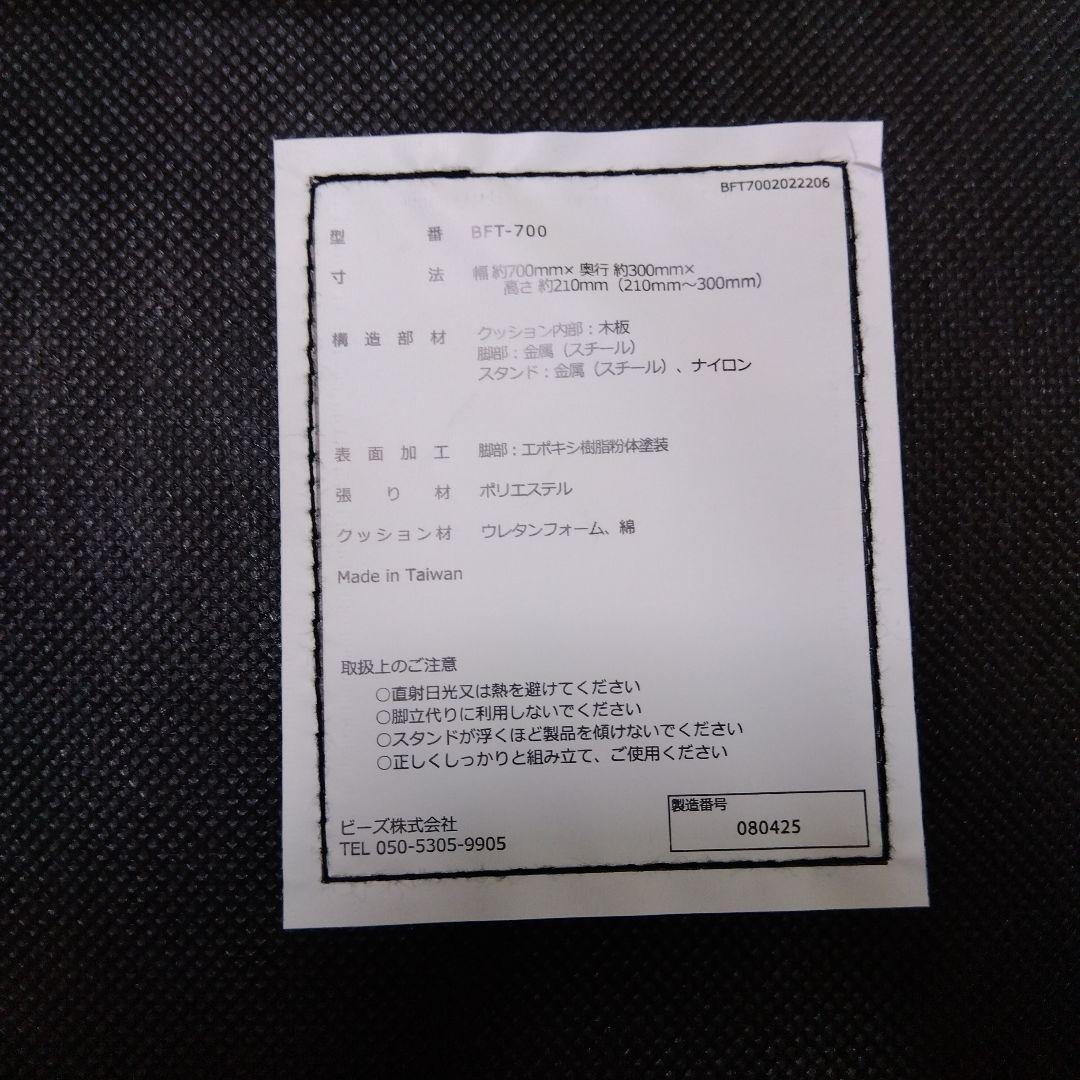 BFT7002022206
型番 BFT-700
寸法 幅 約700mm× 奥行 約300mm×
高さ 約210mm（210mm～300mm）
構造部材 クッション内部：木板
脚部：金属（スチール）
スタンド：金属（スチール）、ナイロン
表面加工 脚部：エポキシ樹脂粉体塗装
張り材 ポリエステル
クッション材 ウレタンフォーム、綿
Made in Taiwan
取扱上のご注意
○直射日光又は熱を避けてください
○脚立代りに利用しないでください
○スタンドが浮くほど製品を傾けないでください
○正しくしっかりと組み立て、ご使用ください
製造番号
080425
ビーズ株式会社
TEL 050-5305-9905